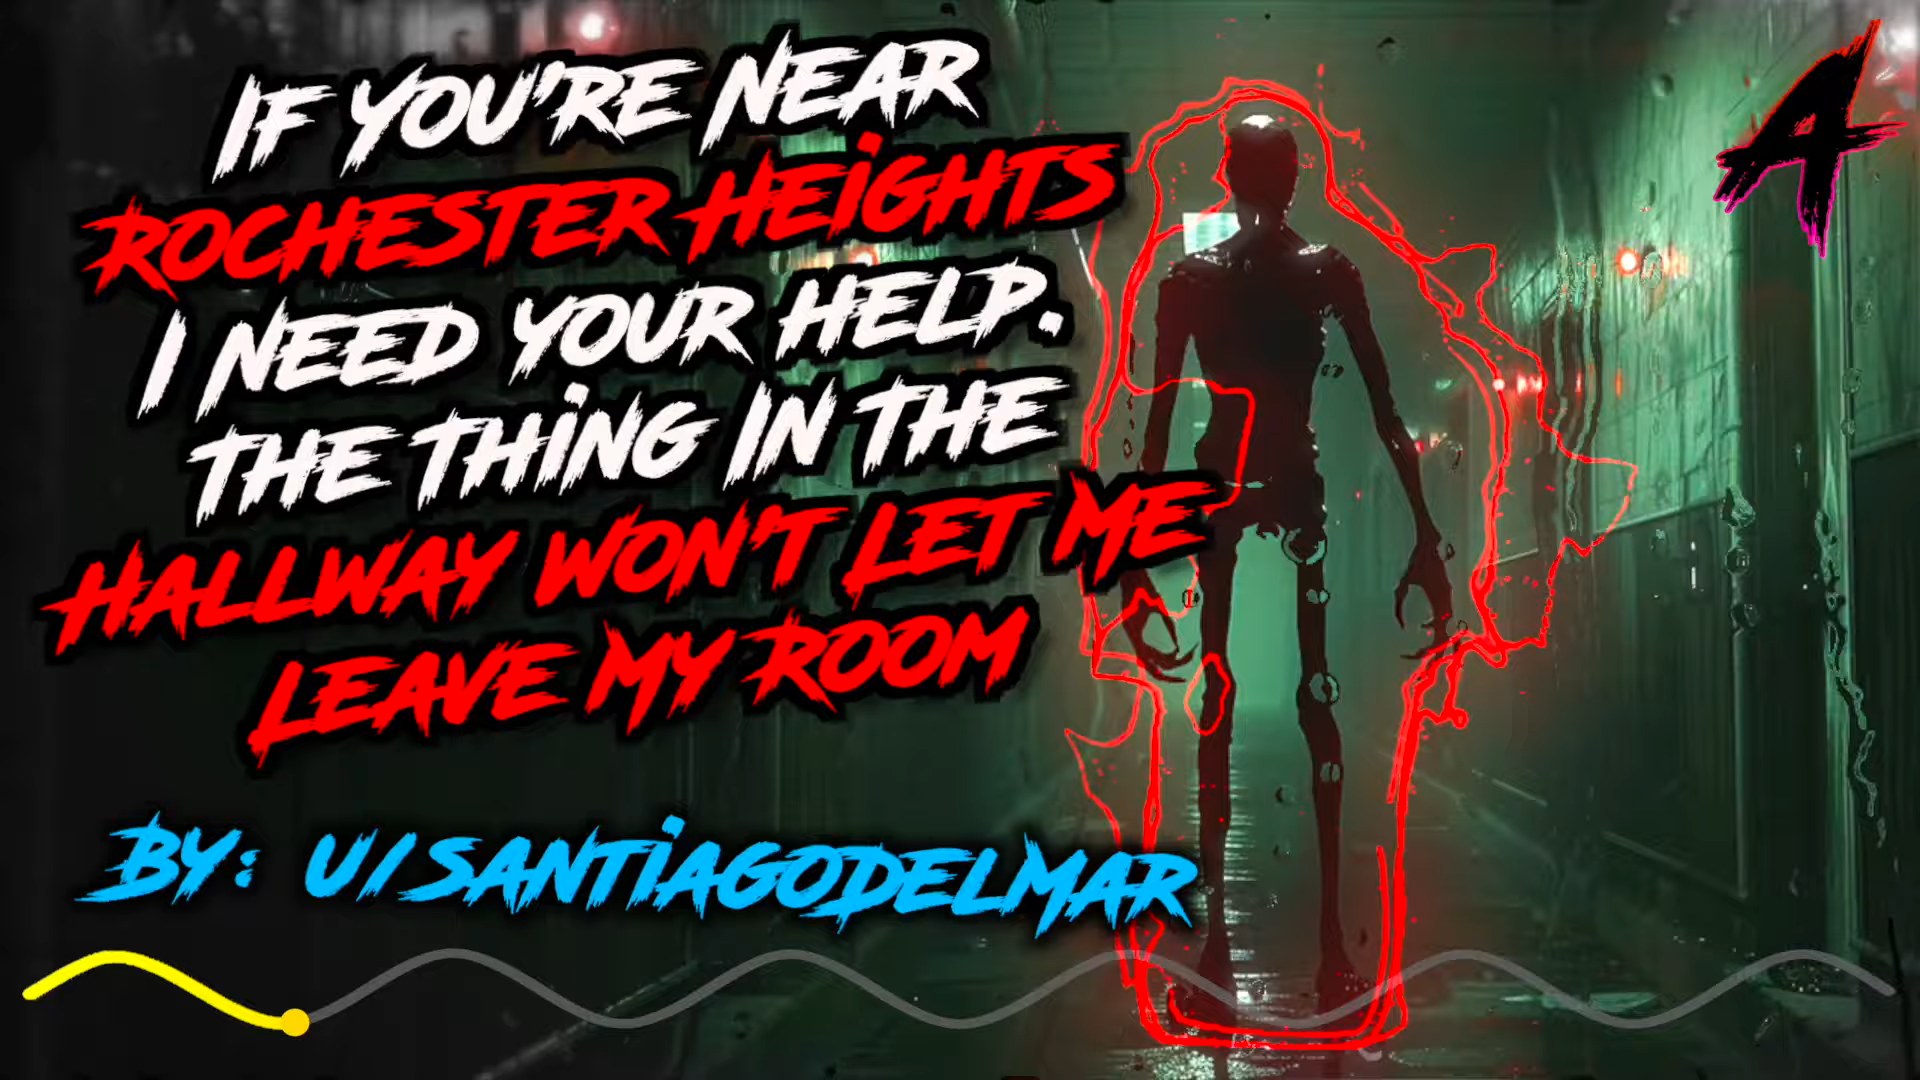 A
IF YOU'RE NEAR
ROCHESTER HEIGHTS
I NEED YOUR HELP.
THE THING IN THE
HALLWAY WON'T LET ME
LEAVE MY ROOM
BY: U/SANTIAGODELMAR